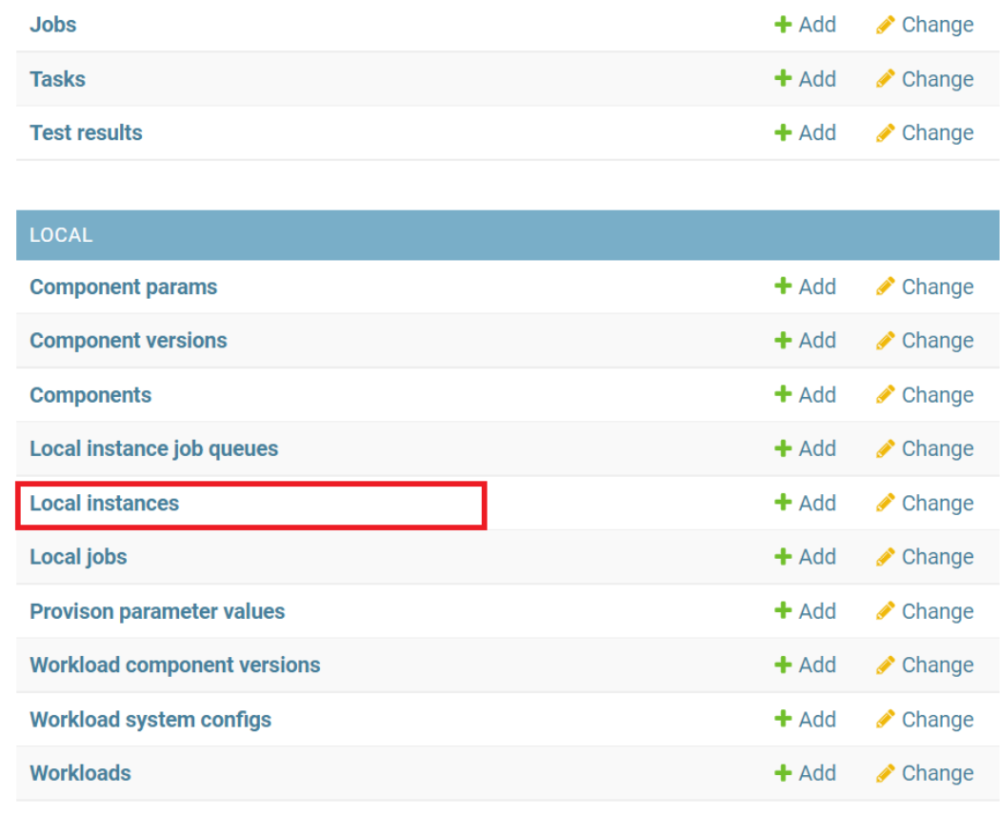 Jobs Add Change
Tasks Add Change
Test results Add Change
LOCAL
Component params Add Change
Component versions Add Change
Components Add Change
Local instance job queues Add Change
Local instances Add Change
Local jobs Add Change
Provison parameter values Add Change
Workload component versions Add Change
Workload system configs Add Change
Workloads Add Change